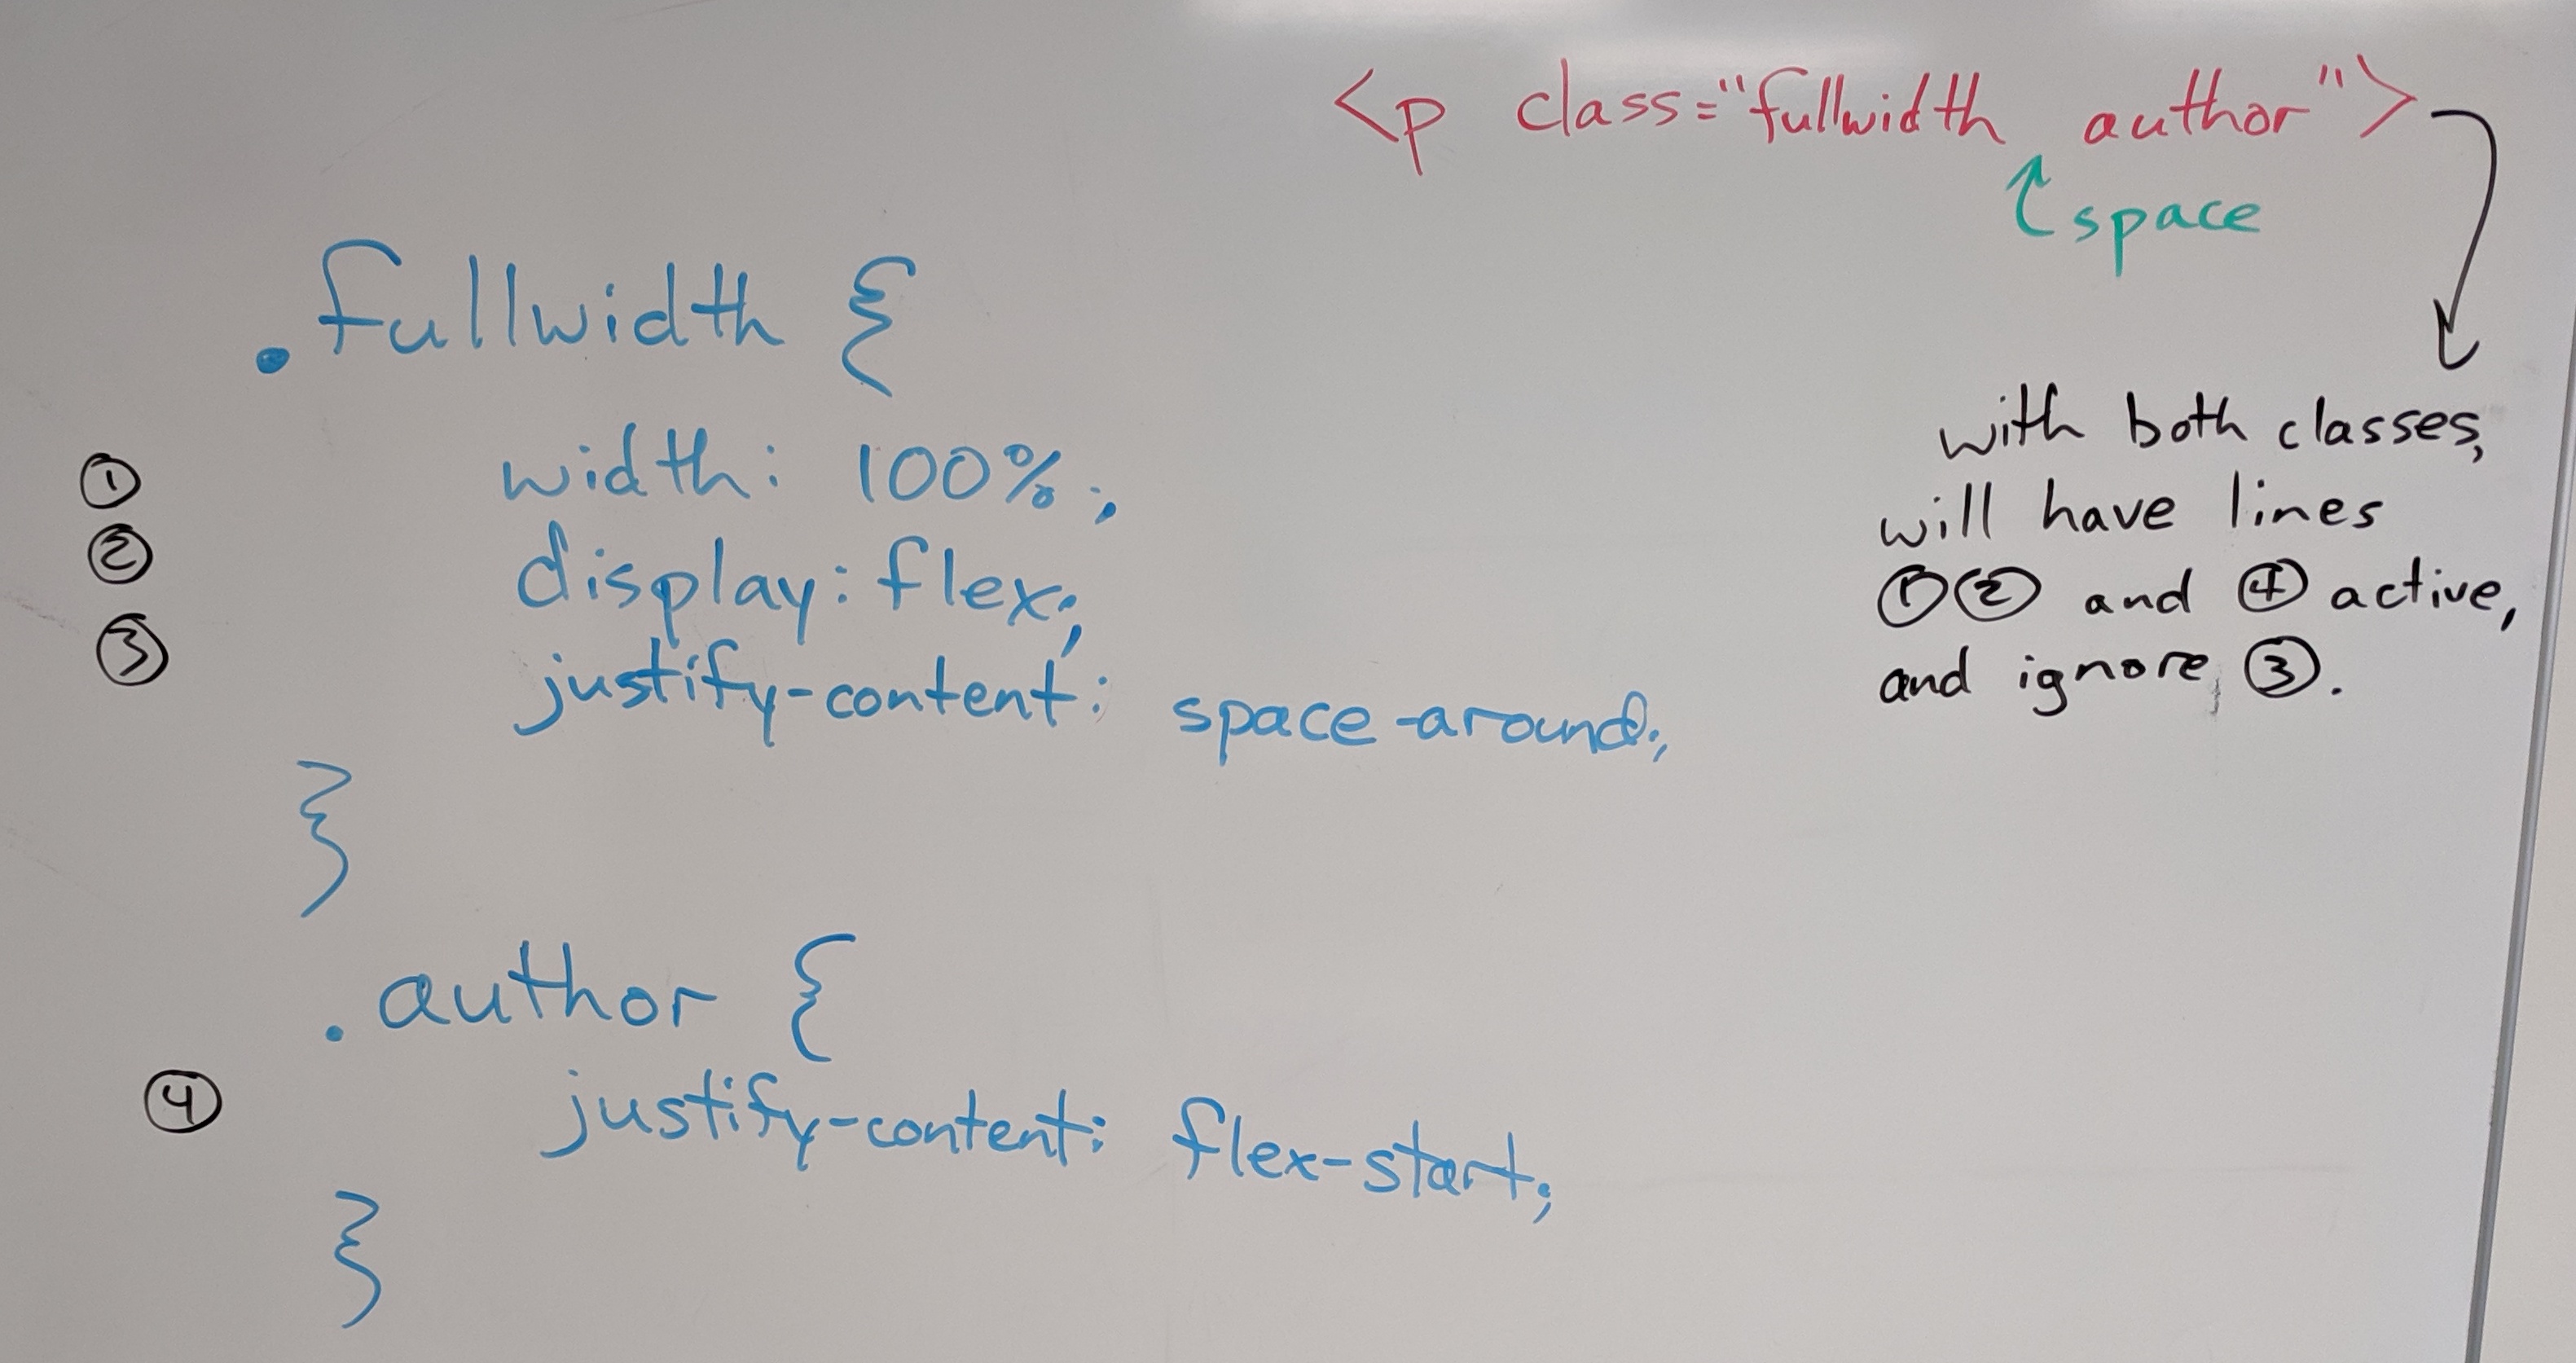 <p class="fullwidth author">
space
.fullwidth {
① width: 100%;
② display: flex;
③ justify-content: space-around;
}
.author {
④ justify-content: flex-start;
}
with both classes,
will have lines
①② and ④ active,
and ignore ③.